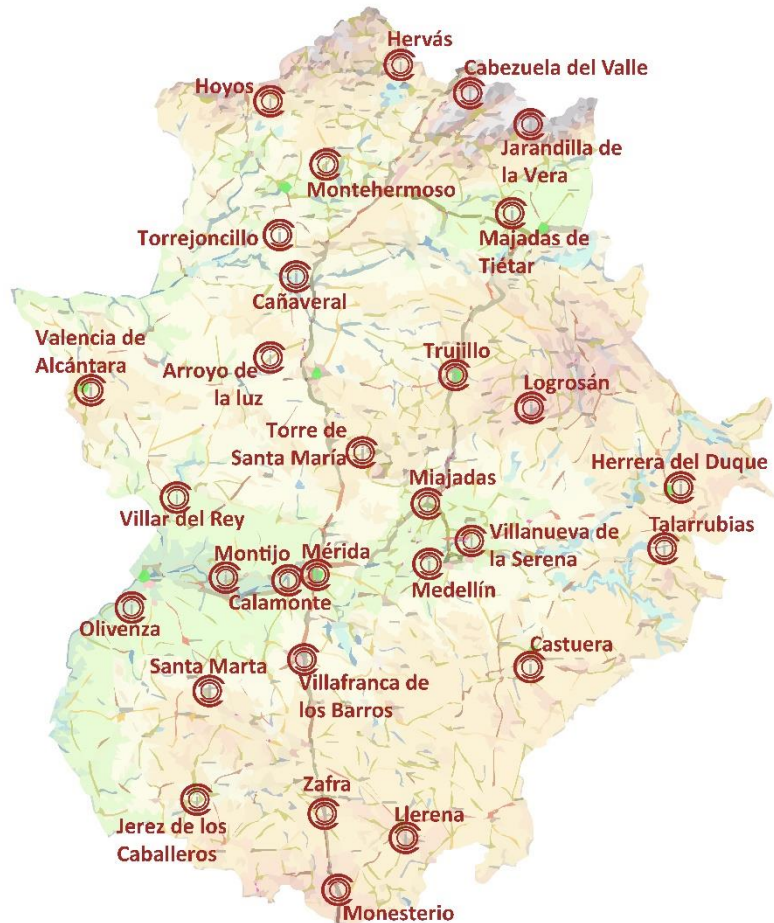 Hervás
Cabezuela del Valle
Hoyos
Jarandilla de
la Vera
Montehermoso
Torrejoncillo
Majadas de
Tiétar
Cañaveral
Valencia de
Alcántara
Arroyo de
la luz
Trujillo
Logrosán
Torre de
Santa María
Herrera del Duque
Miajadas
Villar del Rey
Villanueva de
la Serena
Talarrubias
Montijo
Mérida
Medellín
Calamonte
Olivenza
Castuera
Santa Marta
Villafranca de
los Barros
Zafra
Llerena
Jerez de los
Caballeros
Monesterio